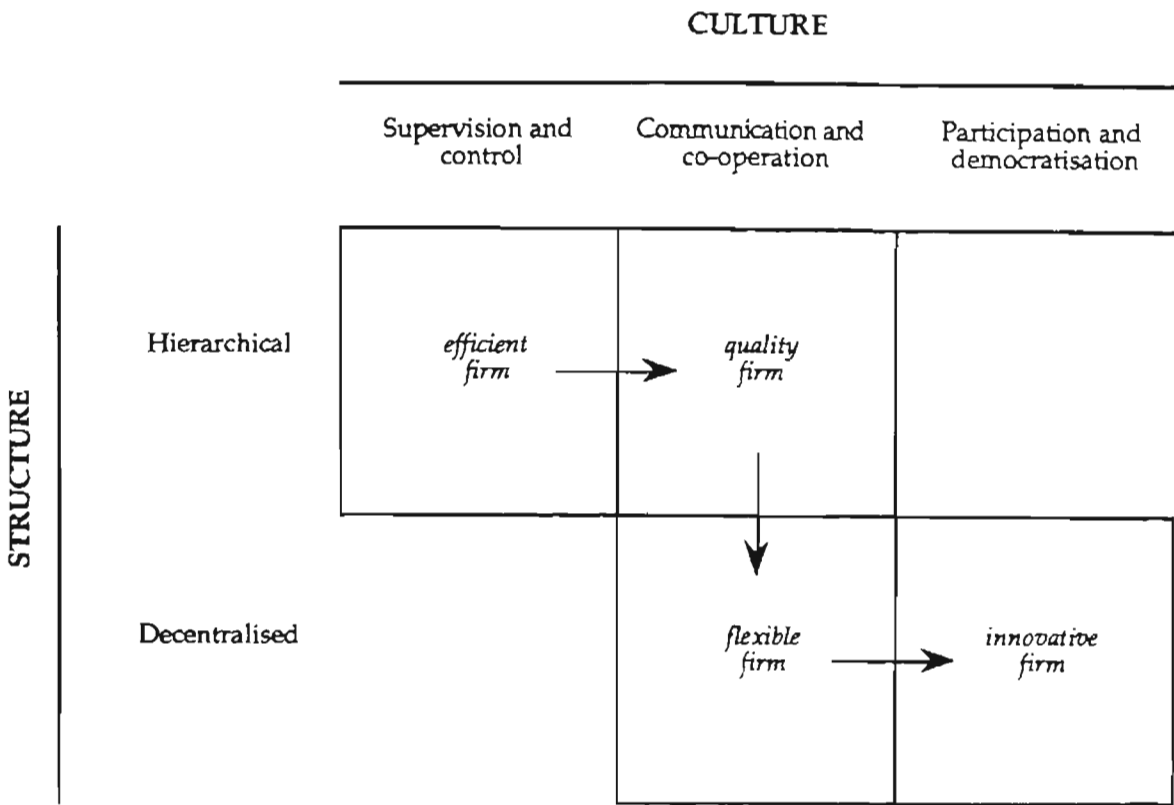 CULTURE
Supervision and
control
Communication and
co-operation
Participation and
democratisation
STRUCTURE
Hierarchical
efficient
firm
quality
firm
Decentralised
flexible
firm
innovative
firm